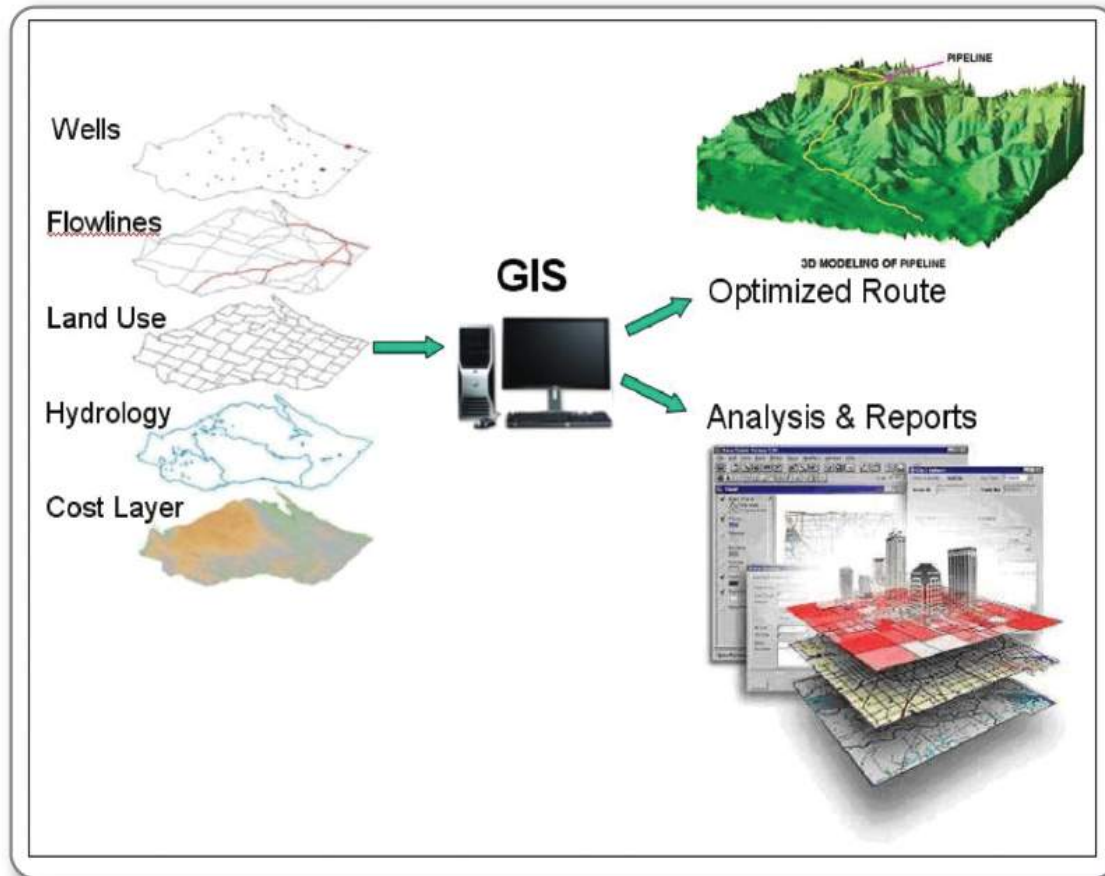 Wells
Flowlines
Land Use
Hydrology
Cost Layer
GIS
PIPELINE
3D MODELING OF PIPELINE
Optimized Route
Analysis & Reports